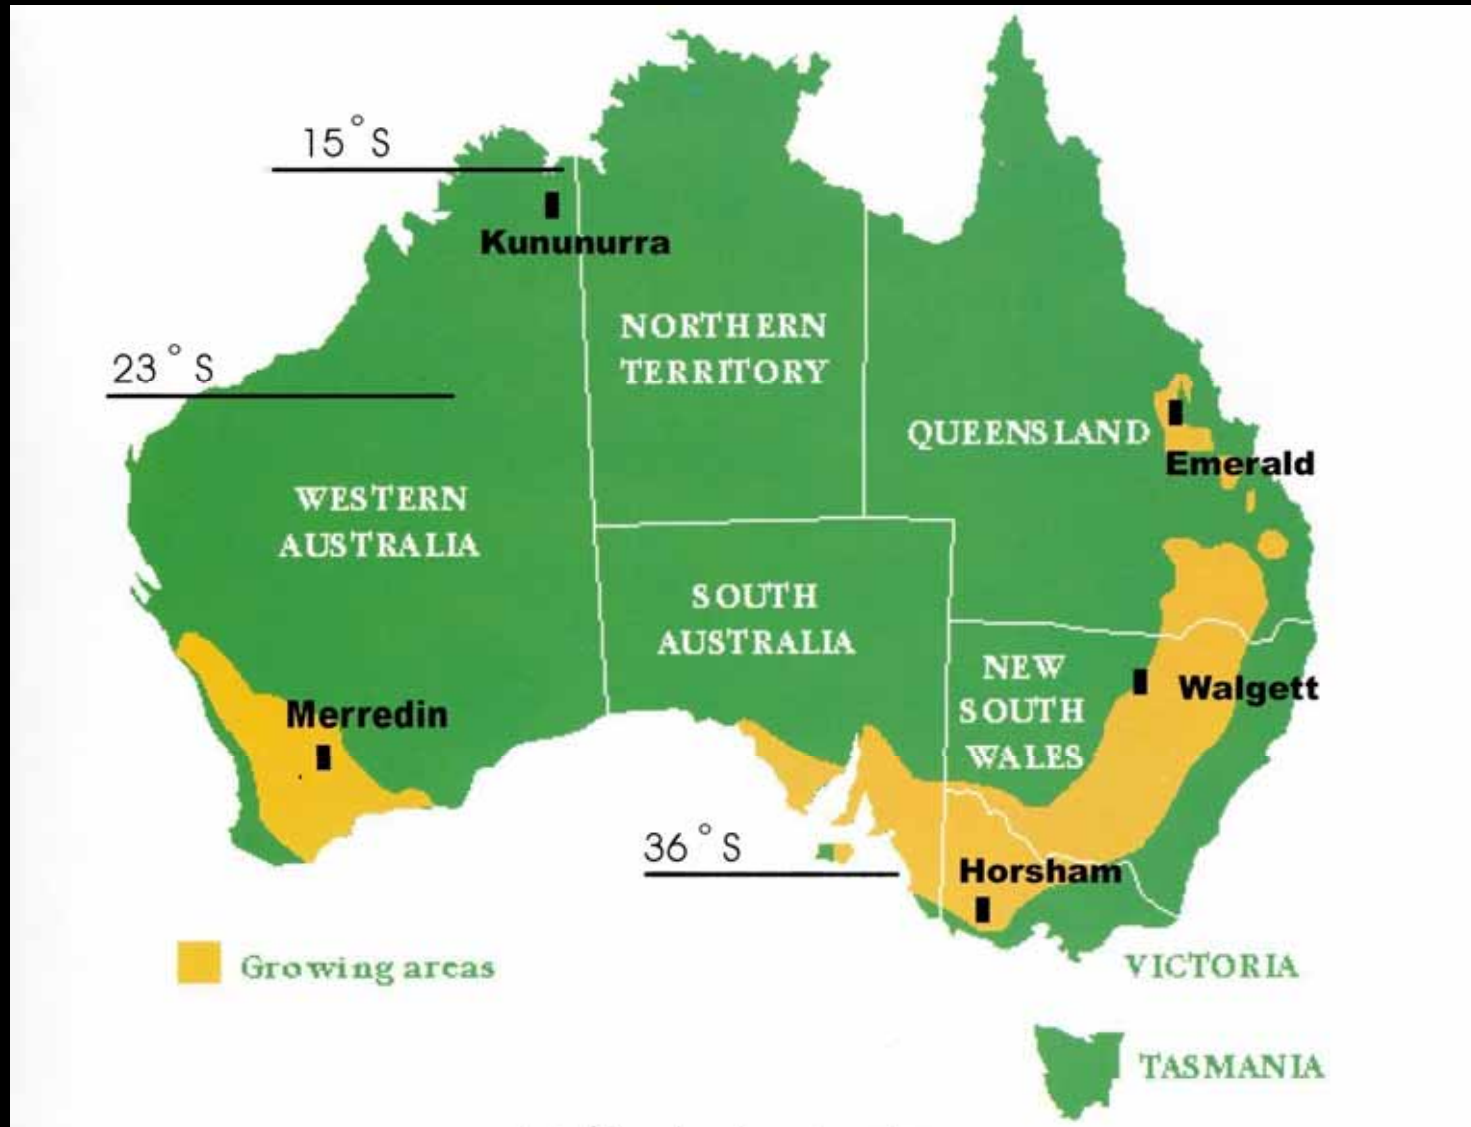 15°S
Kununurra
NORTHERN
TERRITORY
23°S
QUEENSLAND
Emerald
WESTERN
AUSTRALIA
SOUTH
AUSTRALIA
NEW
SOUTH
WALES
Walgett
Merredin
36°S
Horsham
Growing areas
VICTORIA
TASMANIA